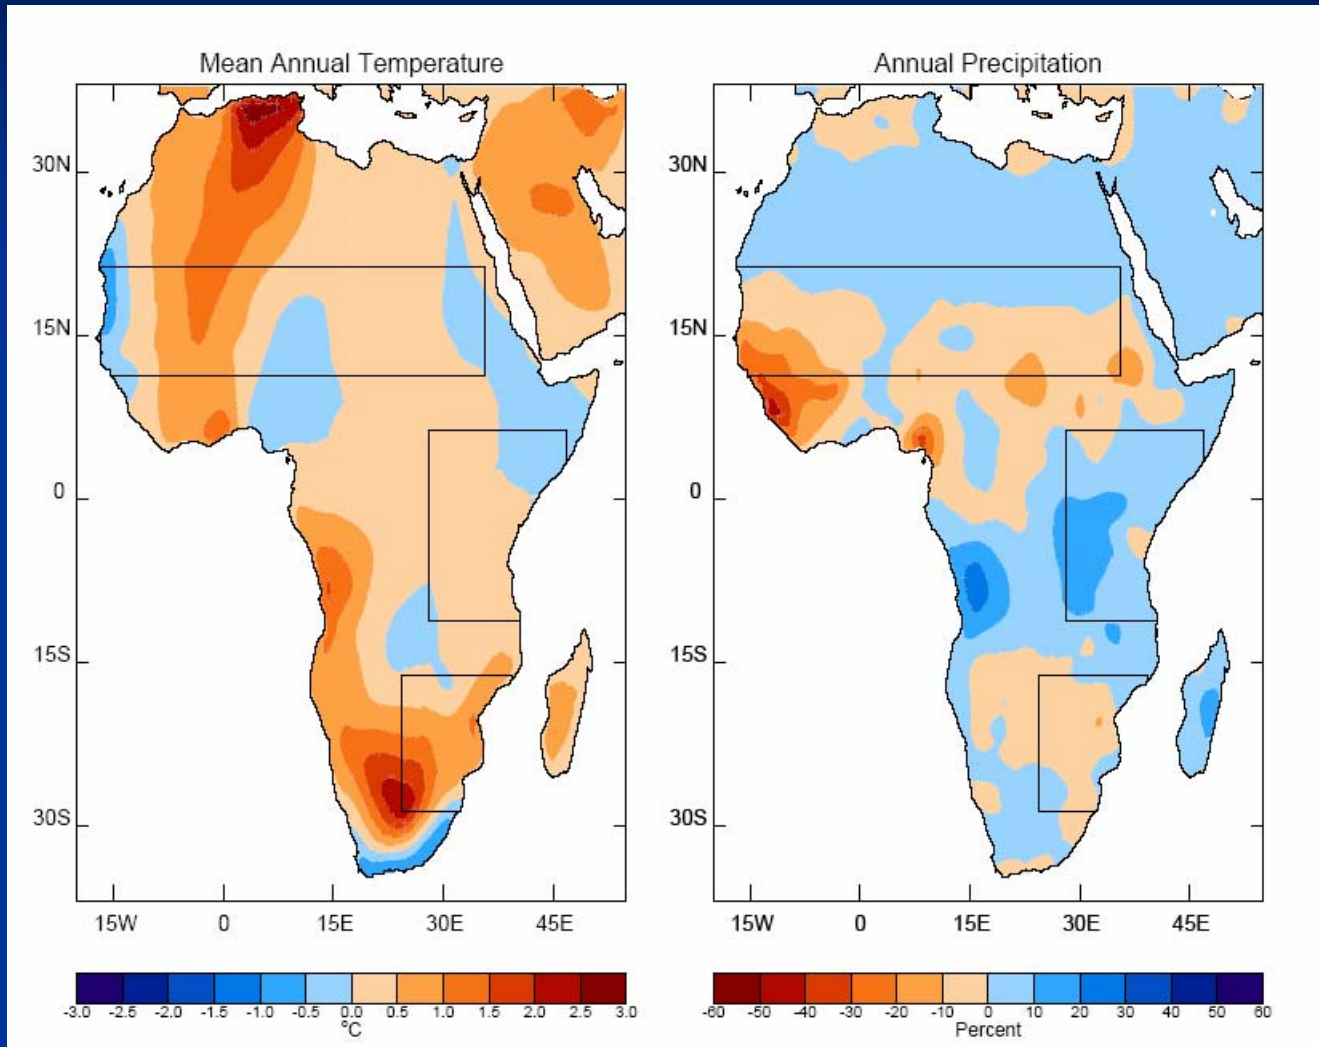 Mean Annual Temperature
30N
15N
0
15S
30S
15W 0 15E 30E 45E
-3.0 -2.5 -2.0 -1.5 -1.0 -0.5 0.0 0.5 1.0 1.5 2.0 2.5 3.0
°C
Annual Precipitation
30N
15N
0
15S
30S
15W 0 15E 30E 45E
-60 -50 -40 -30 -20 -10 0 10 20 30 40 50 60
Percent